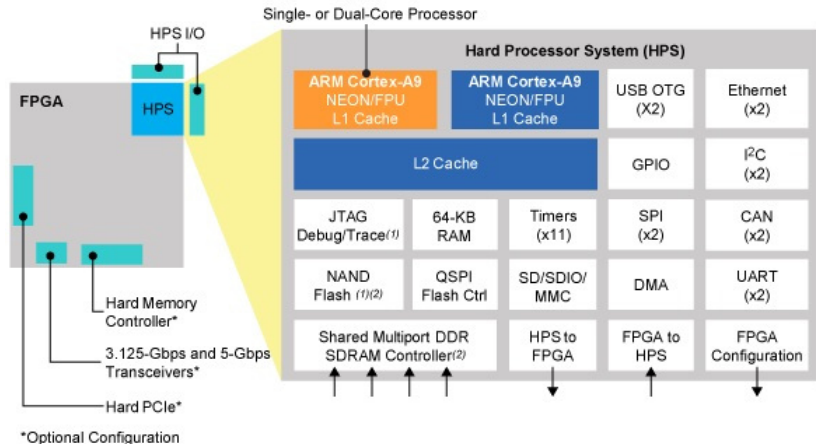 Single- or Dual-Core Processor
HPS I/O
FPGA
HPS
Hard Memory
Controller*
3.125-Gbps and 5-Gbps
Transceivers*
Hard PCIe*
*Optional Configuration
Hard Processor System (HPS)
ARM Cortex-A9
NEON/FPU
L1 Cache
ARM Cortex-A9
NEON/FPU
L1 Cache
USB OTG
(X2)
Ethernet
(x2)
L2 Cache
GPIO
I²C
(x2)
JTAG
Debug/Trace(1)
64-KB
RAM
Timers
(x11)
SPI
(x2)
CAN
(x2)
NAND
Flash (1)(2)
QSPI
Flash Ctrl
SD/SDIO/
MMC
DMA
UART
(x2)
Shared Multiport DDR
SDRAM Controller(2)
HPS to
FPGA
FPGA to
HPS
FPGA
Configuration